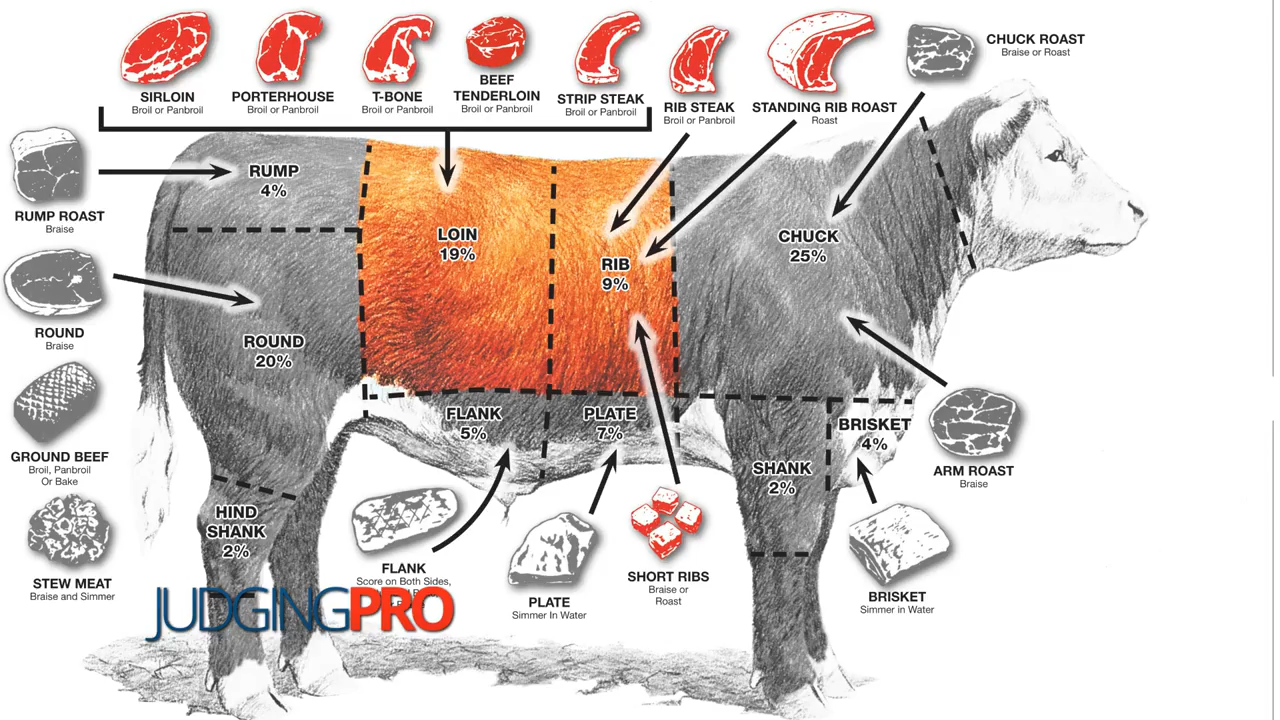 SIRLOIN
Broil or Panbroil
PORTERHOUSE
Broil or Panbroil
T-BONE
Broil or Panbroil
BEEF
TENDERLOIN
Broil or Panbroil
STRIP STEAK
Broil or Panbroil
RIB STEAK
Broil or Panbroil
STANDING RIB ROAST
Roast
CHUCK ROAST
Braise or Roast
RUMP ROAST
Braise
RUMP
4%
LOIN
19%
RIB
9%
CHUCK
25%
ROUND
Braise
ROUND
20%
GROUND BEEF
Broil, Panbroil
Or Bake
FLANK
5%
PLATE
7%
BRISKET
4%
SHANK
2%
ARM ROAST
Braise
HIND
SHANK
2%
STEW MEAT
Braise and Simmer
FLANK
Score on Both Sides,
PLATE
Simmer In Water
SHORT RIBS
Braise or
Roast
BRISKET
Simmer in Water
JUDGINGPRO